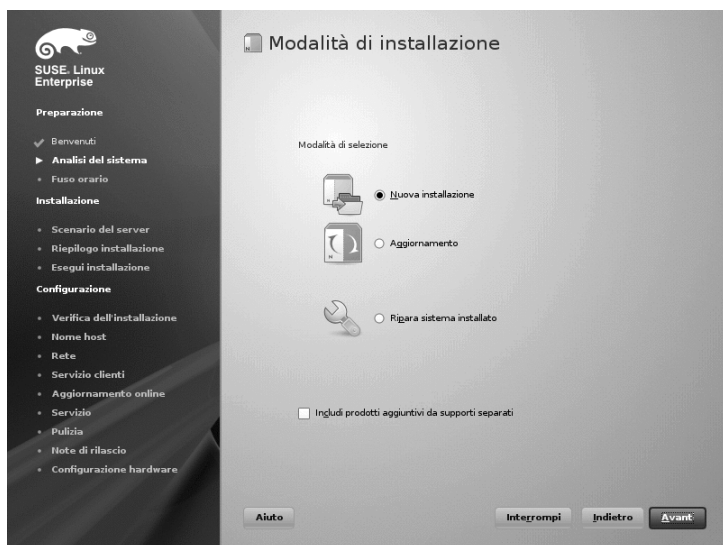 SUSE. Linux
Enterprise
Preparazione
Benvenuti
Analisi del sistema
Fuso orario
Installazione
Scenario del server
Riepilogo installazione
Esegui installazione
Configurazione
Verifica dell'installazione
Nome host
Rete
Servizio clienti
Aggiornamento online
Servizio
Pulizia
Note di rilascio
Configurazione hardware
Modalità di installazione
Modalità di selezione
Nuova installazione
Aggiornamento
Ripara sistema installato
Includi prodotti aggiuntivi da supporti separati
Aiuto
Interrompi
Indietro
Avanti